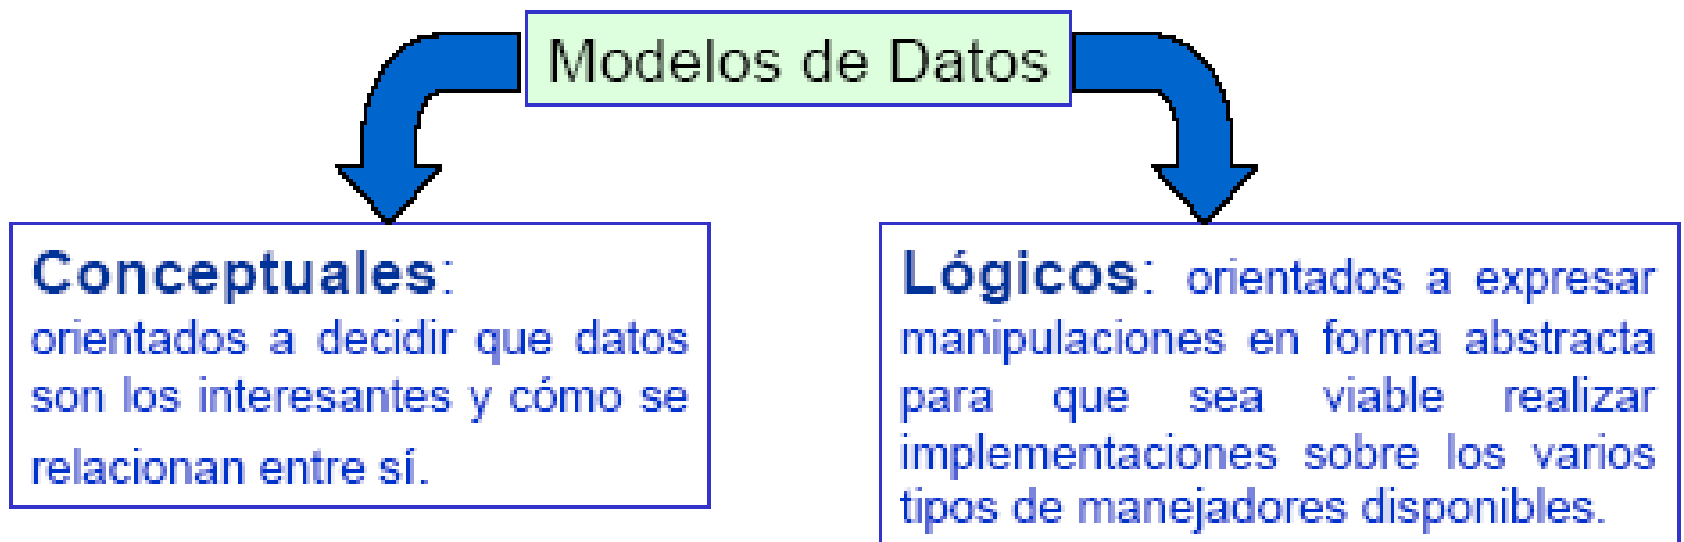 Modelos de Datos
Conceptuales:
orientados a decidir que datos
son los interesantes y cómo se
relacionan entre sí.
Lógicos: orientados a expresar
manipulaciones en forma abstracta
para que sea viable realizar
implementaciones sobre los varios
tipos de manejadores disponibles.